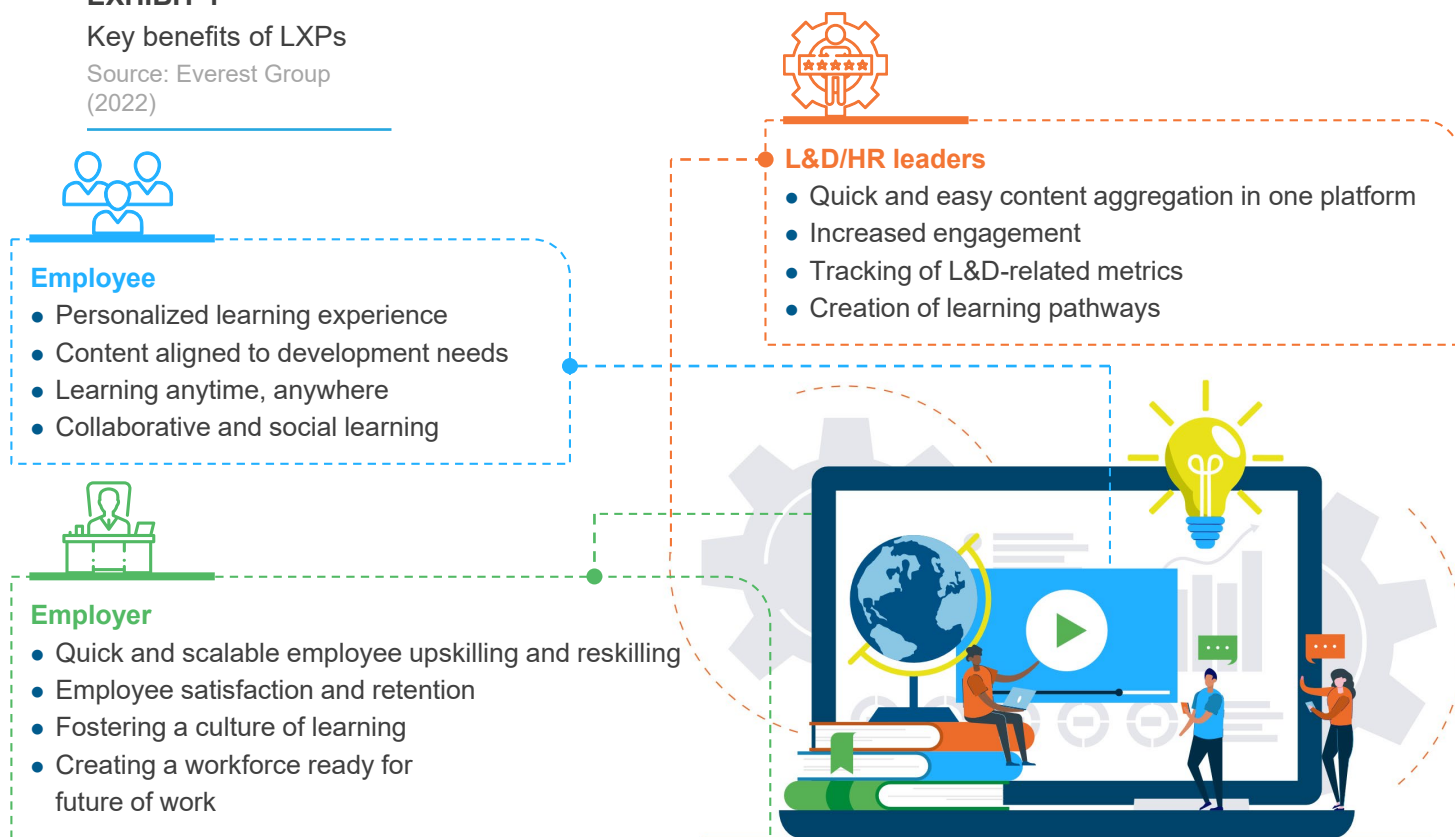 Key benefits of LXPs
Source: Everest Group
(2022)
L&D/HR leaders
● Quick and easy content aggregation in one platform
● Increased engagement
● Tracking of L&D-related metrics
● Creation of learning pathways
Employee
● Personalized learning experience
● Content aligned to development needs
● Learning anytime, anywhere
● Collaborative and social learning
Employer
● Quick and scalable employee upskilling and reskilling
● Employee satisfaction and retention
● Fostering a culture of learning
● Creating a workforce ready for
future of work